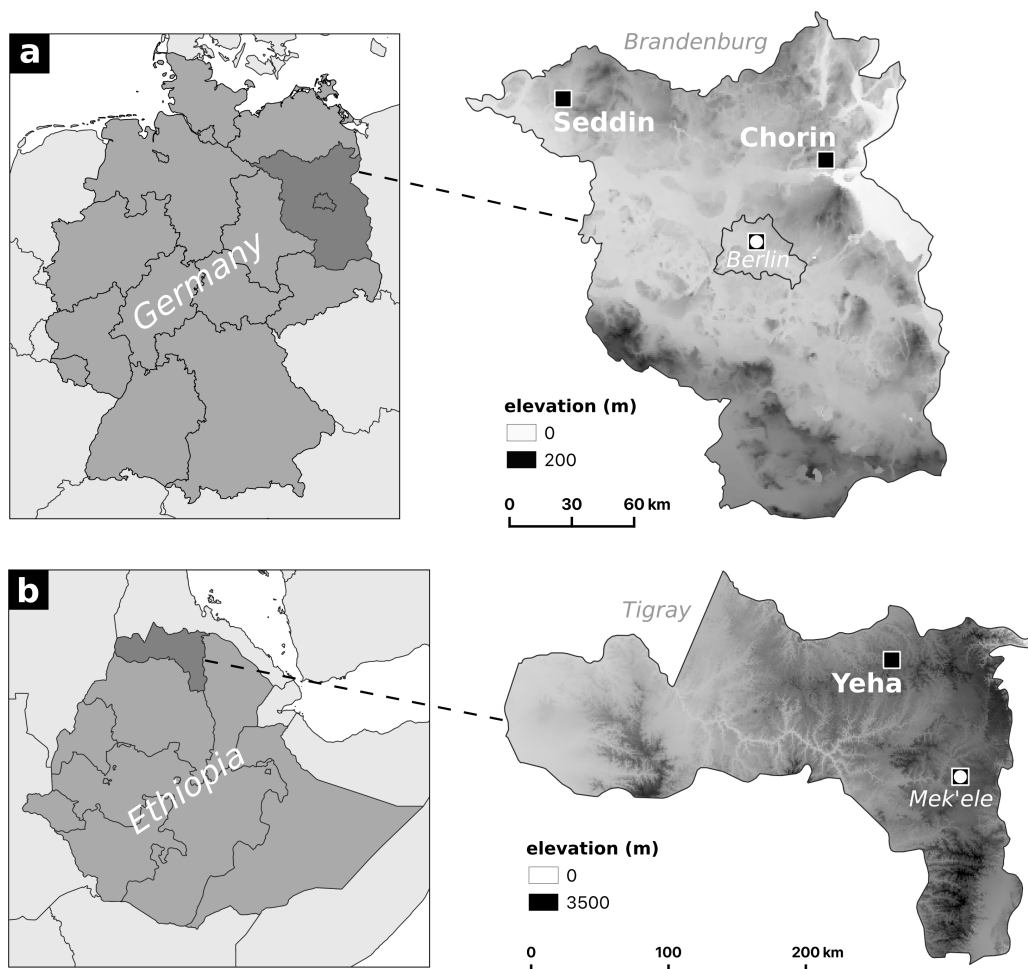 a
Germany
Brandenburg
Seddin
Chorin
Berlin
elevation (m)
0
200
0 30 60 km
b
Ethiopia
Tigray
Yeha
Mek'ele
elevation (m)
0
3500
0 100 200 km